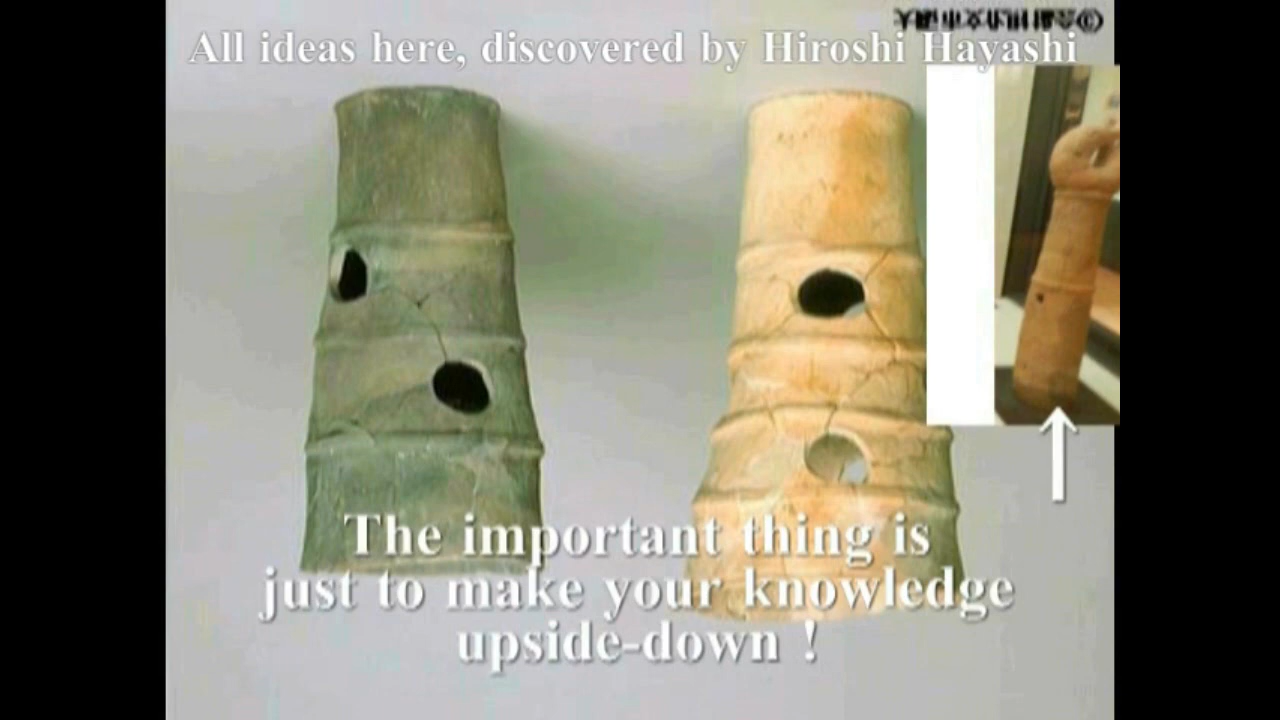 All ideas here, discovered by Hiroshi Hayashi
The important thing is
just to make your knowledge
upside-down !